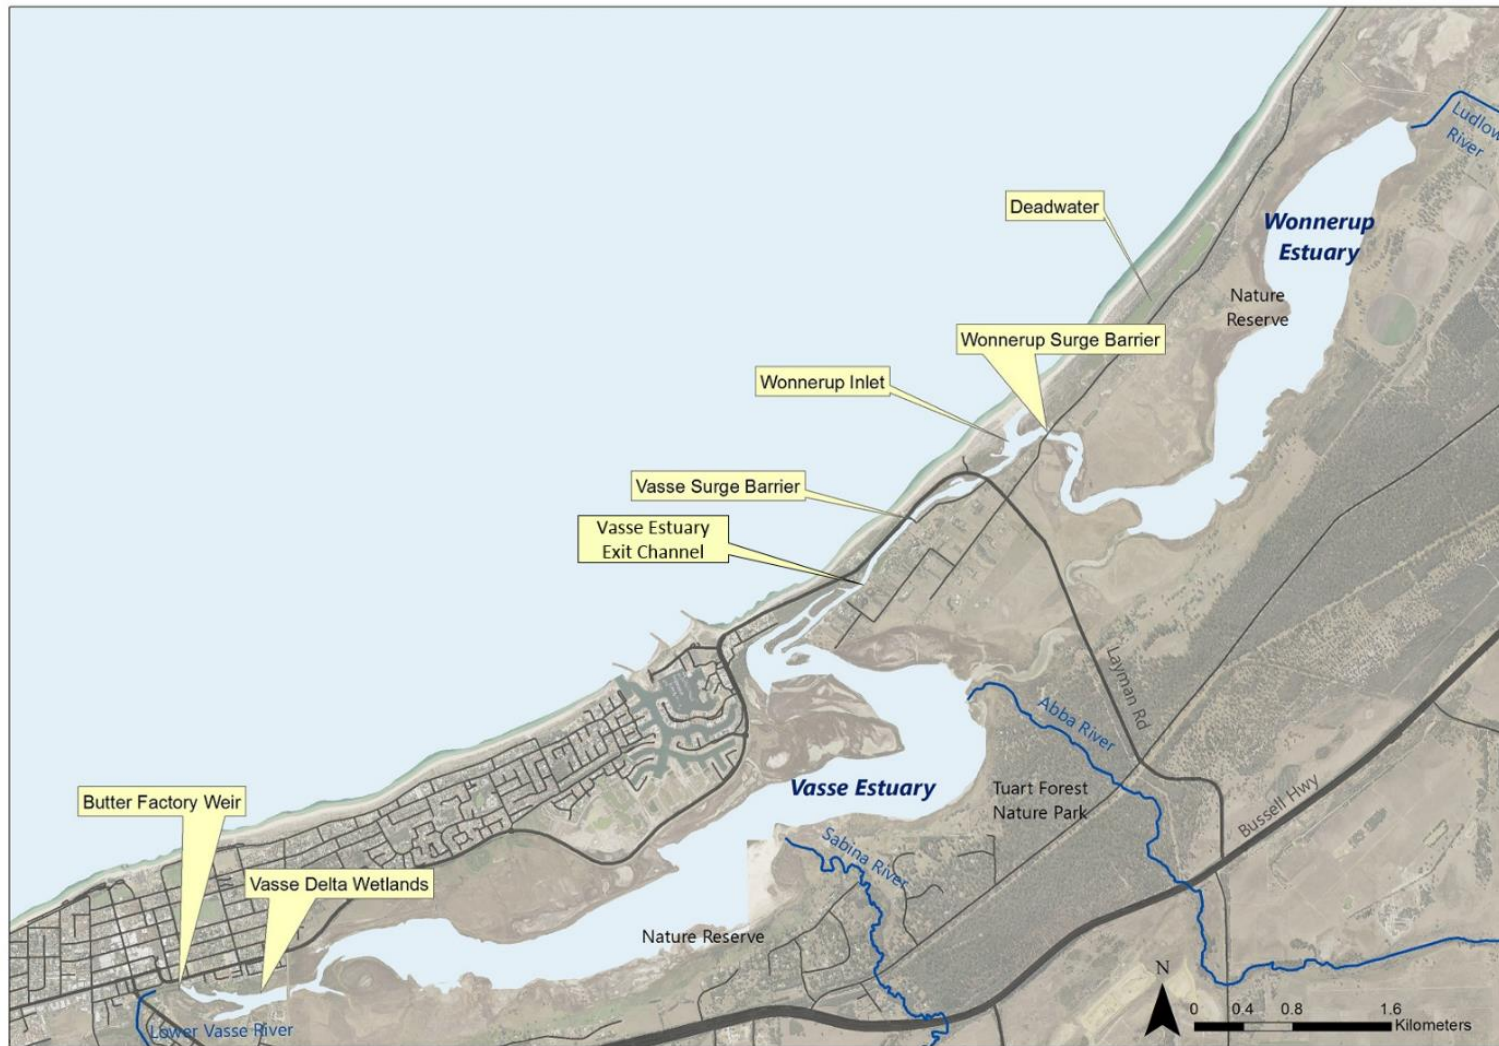 Ludlow
River
Deadwater
Wonnerup
Estuary
Nature
Reserve
Wonnerup Surge Barrier
Wonnerup Inlet
Vasse Surge Barrier
Vasse Estuary
Exit Channel
Layman Rd
Abba River
Vasse Estuary
Tuart Forest
Nature Park
Bussell Hwy
Butter Factory Weir
Sabina River
Vasse Delta Wetlands
Nature Reserve
N
0 0.4 0.8 1.6
Kilometers
Lower Vasse River